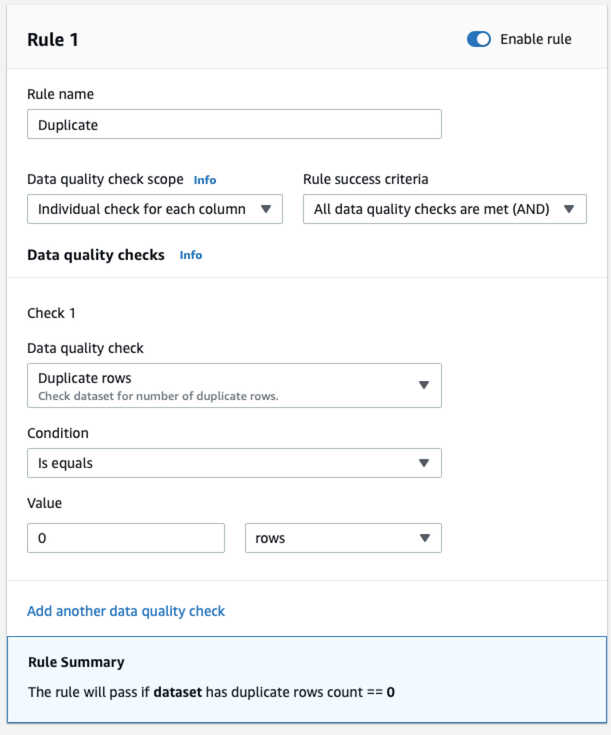 Rule 1
Enable rule
Rule name
Duplicate
Data quality check scope Info
Rule success criteria
Individual check for each column
All data quality checks are met (AND)
Data quality checks Info
Check 1
Data quality check
Duplicate rows
Check dataset for number of duplicate rows.
Condition
Is equals
Value
0
rows
Add another data quality check
Rule Summary
The rule will pass if dataset has duplicate rows count == 0